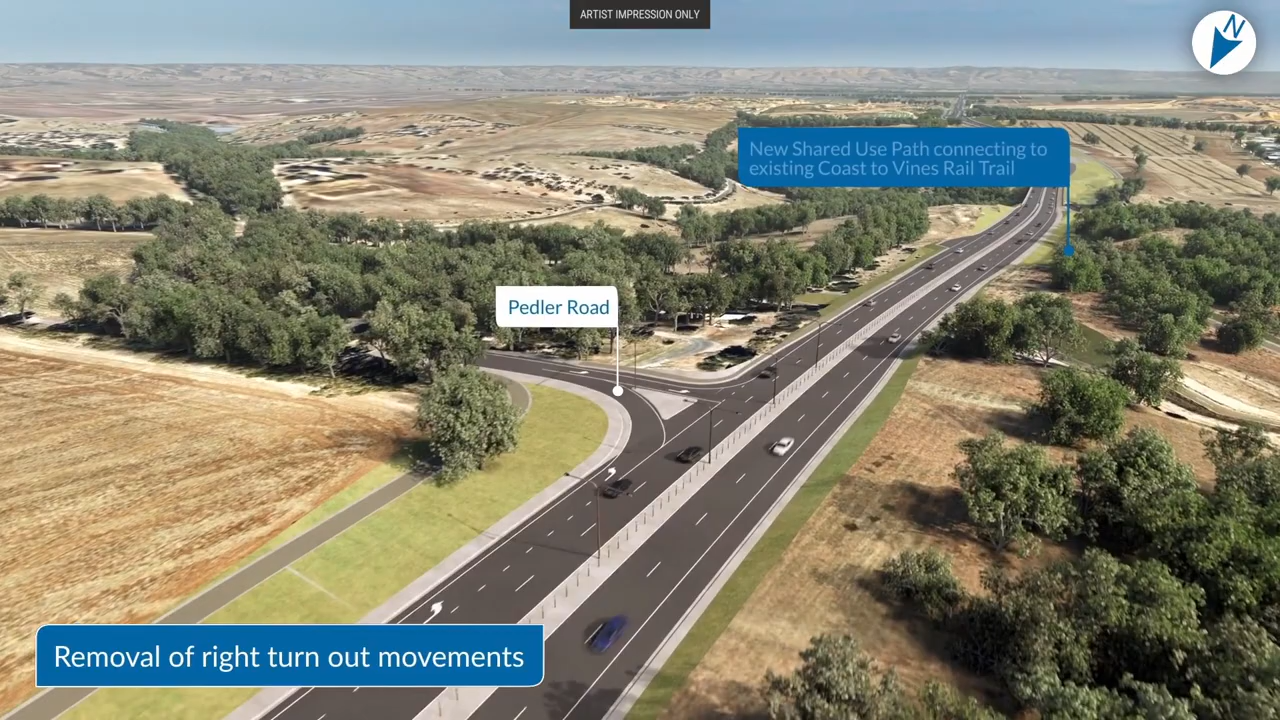 ARTIST IMPRESSION ONLY
N
New Shared Use Path connecting to
existing Coast to Vines Rail Trail
Pedler Road
Removal of right turn out movements